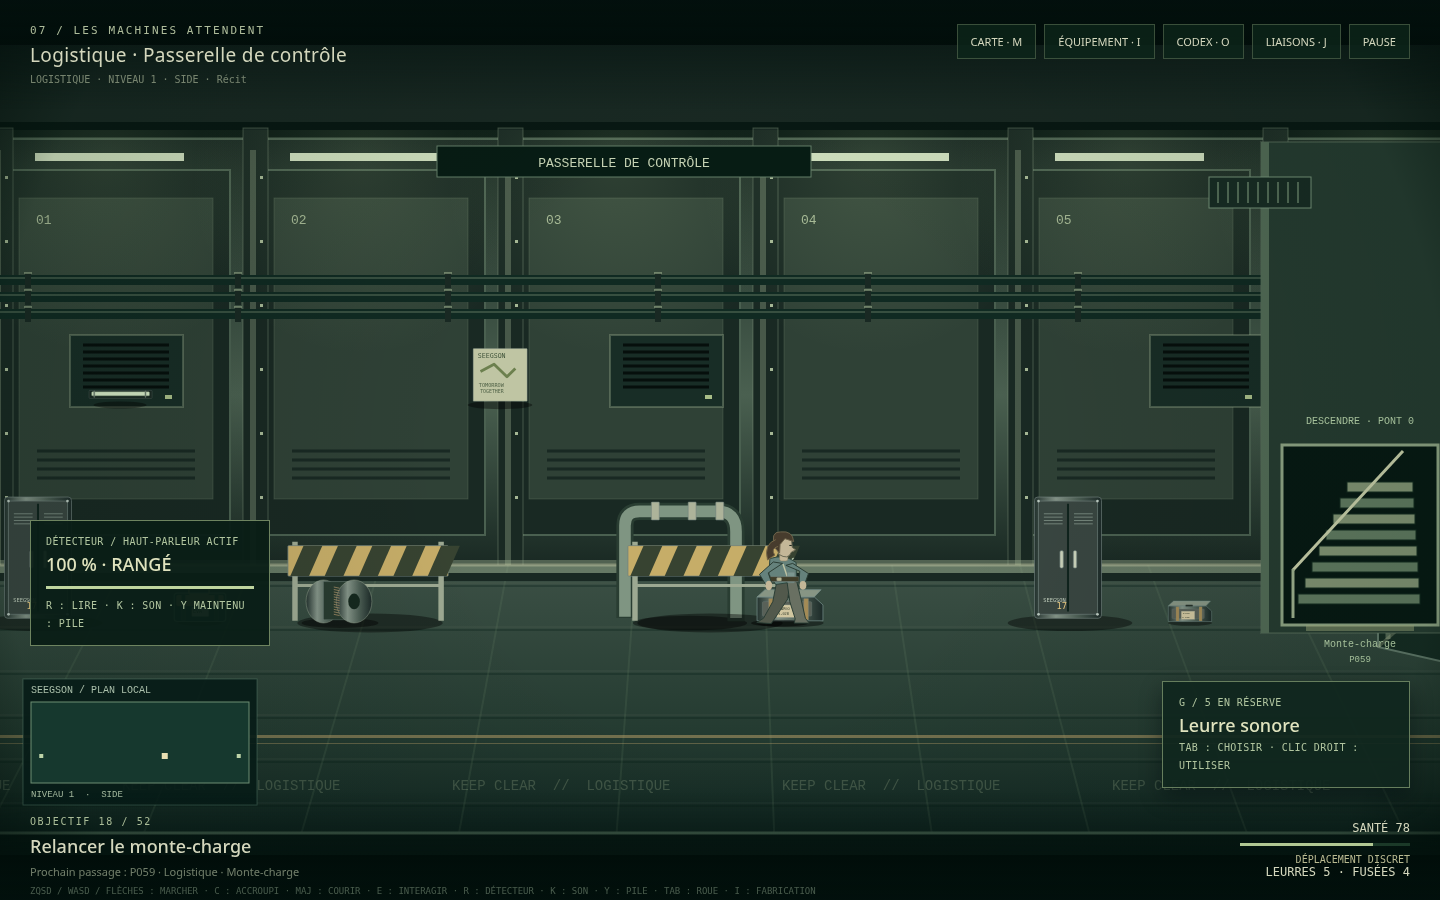 07 / LES MACHINES ATTENDENT
Logistique · Passerelle de contrôle
LOGISTIQUE · NIVEAU 1 · SIDE · Récit
CARTE · M
ÉQUIPEMENT · I
CODEX · O
LIAISONS · J
PAUSE
PASSERELLE DE CONTRÔLE
01
02
03
04
05
SEEGSON
TOMORROW
TOGETHER
DESCENDRE · PONT 0
DÉTECTEUR / HAUT-PARLEUR ACTIF
100 % · RANGÉ
R : LIRE · K : SON · Y MAINTENU
: PILE
SEEGSON
17
Monte-charge
P059
SEEGSON / PLAN LOCAL
NIVEAU 1 · SIDE
G / 5 EN RÉSERVE
Leurre sonore
TAB : CHOISIR · CLIC DROIT :
UTILISER
LOGISTIQUE
KEEP CLEAR // LOGISTIQUE
KEEP CLEAR // LOGISTIQUE
KEEP
OBJECTIF 18 / 52
Relancer le monte-charge
Prochain passage : P059 · Logistique · Monte-charge
ZQSD / WASD / FLÈCHES : MARCHER · C : ACCROUPI · MAJ : COURIR · E : INTERAGIR · R : DÉTECTEUR · K : SON · Y : PILE · TAB : ROUE · I : FABRICATION
SANTÉ 78
DÉPLACEMENT DISCRET
LEURRES 5 · FUSÉES 4